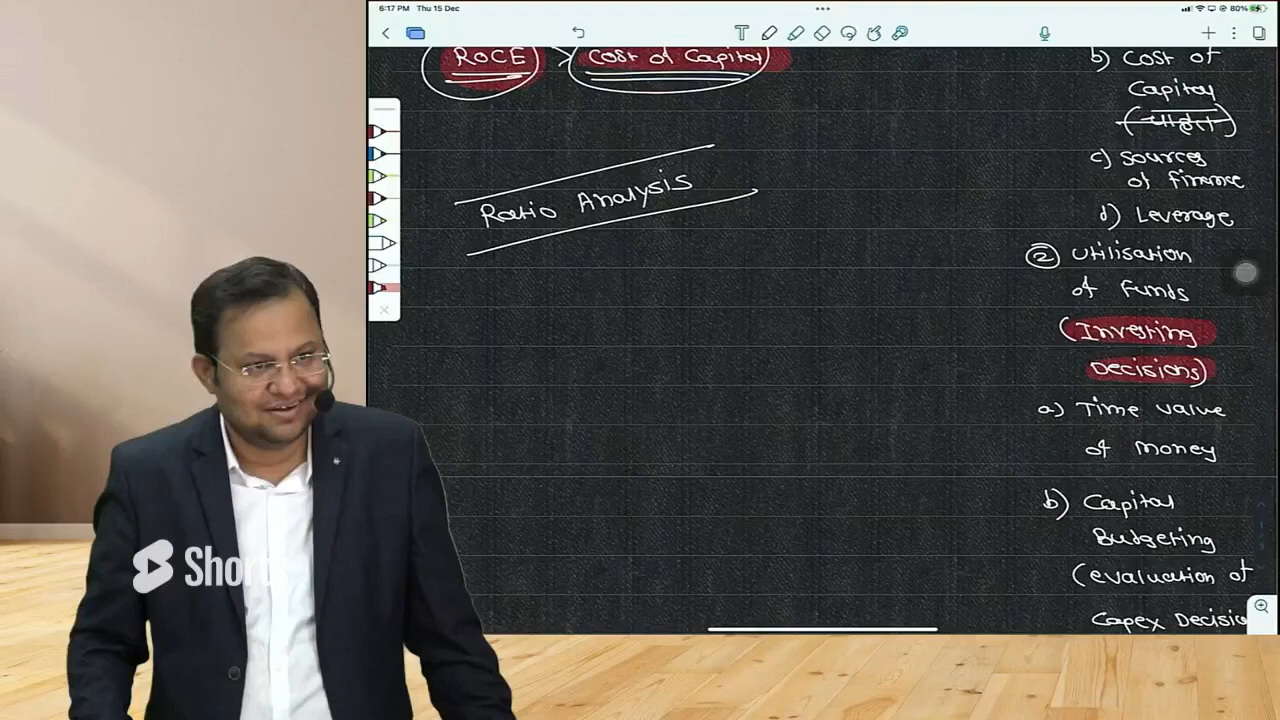 6:17 PM Thu 15 Dec
80%
T
ROCE > Cost of Capital
Ratio Analysis
b) Cost of
Capital
c) Sources
of finance
d) Leverage
② Utilisation
of Funds
(Investing
Decisions)
a) Time value
of Money
b) Capital
Budgeting
(evaluation of
Capex Decisio
Shor